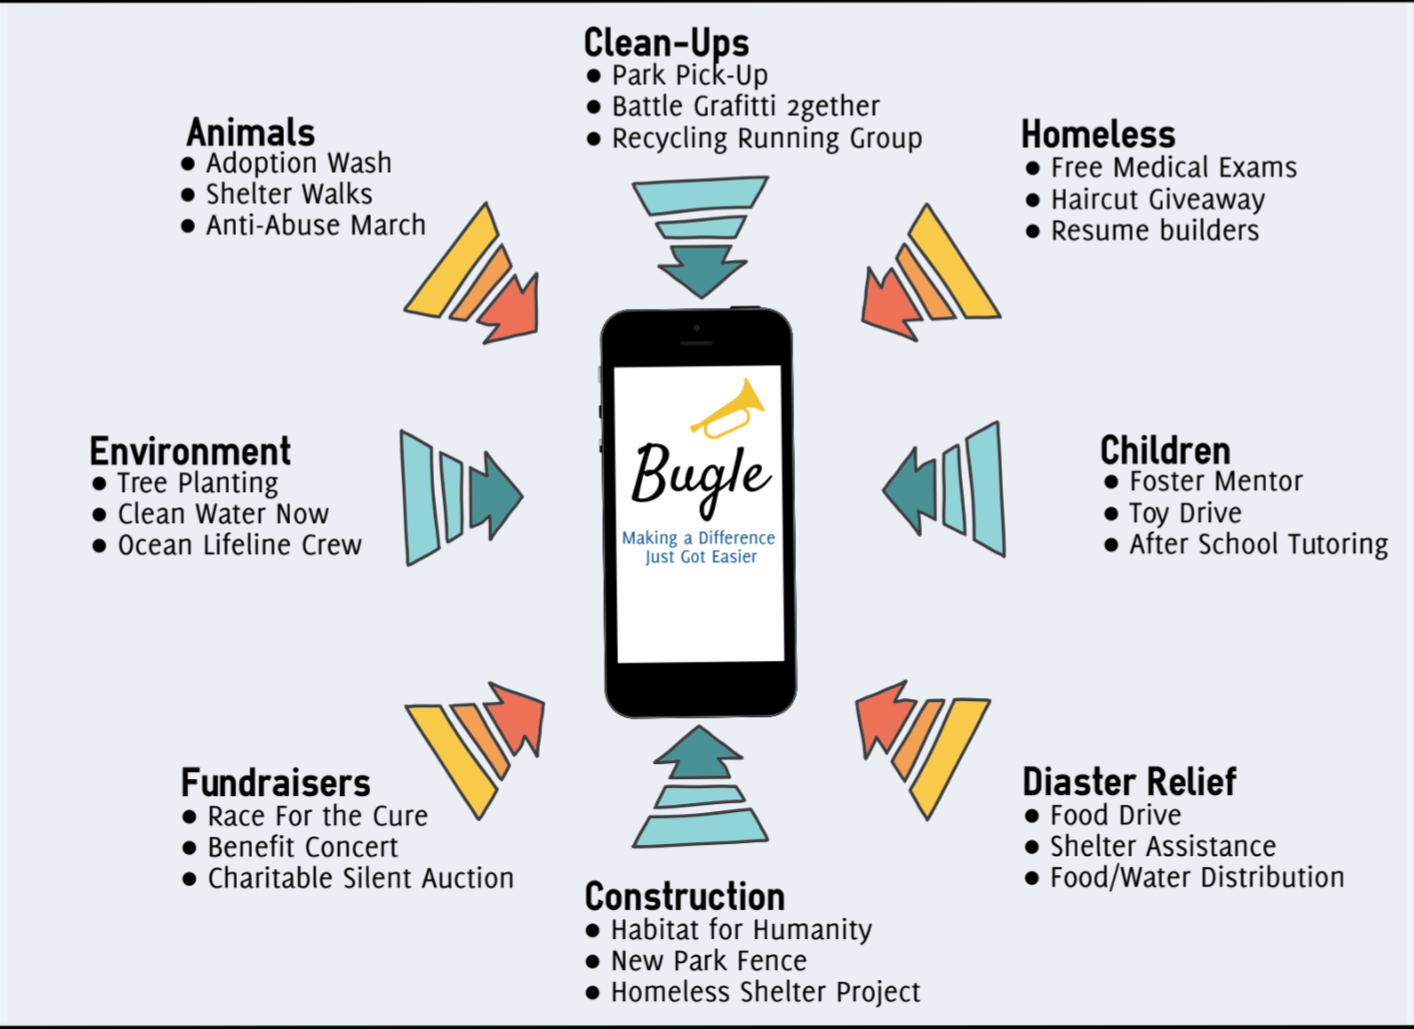 Clean-Ups
● Park Pick-Up
● Battle Grafitti 2gether
● Recycling Running Group
Animals
● Adoption Wash
● Shelter Walks
● Anti-Abuse March
Homeless
● Free Medical Exams
● Haircut Giveaway
● Resume builders
Bugle
Making a Difference
Just Got Easier
Environment
● Tree Planting
● Clean Water Now
● Ocean Lifeline Crew
Children
● Foster Mentor
● Toy Drive
● After School Tutoring
Fundraisers
● Race For the Cure
● Benefit Concert
● Charitable Silent Auction
Diaster Relief
● Food Drive
● Shelter Assistance
● Food/Water Distribution
Construction
● Habitat for Humanity
● New Park Fence
● Homeless Shelter Project